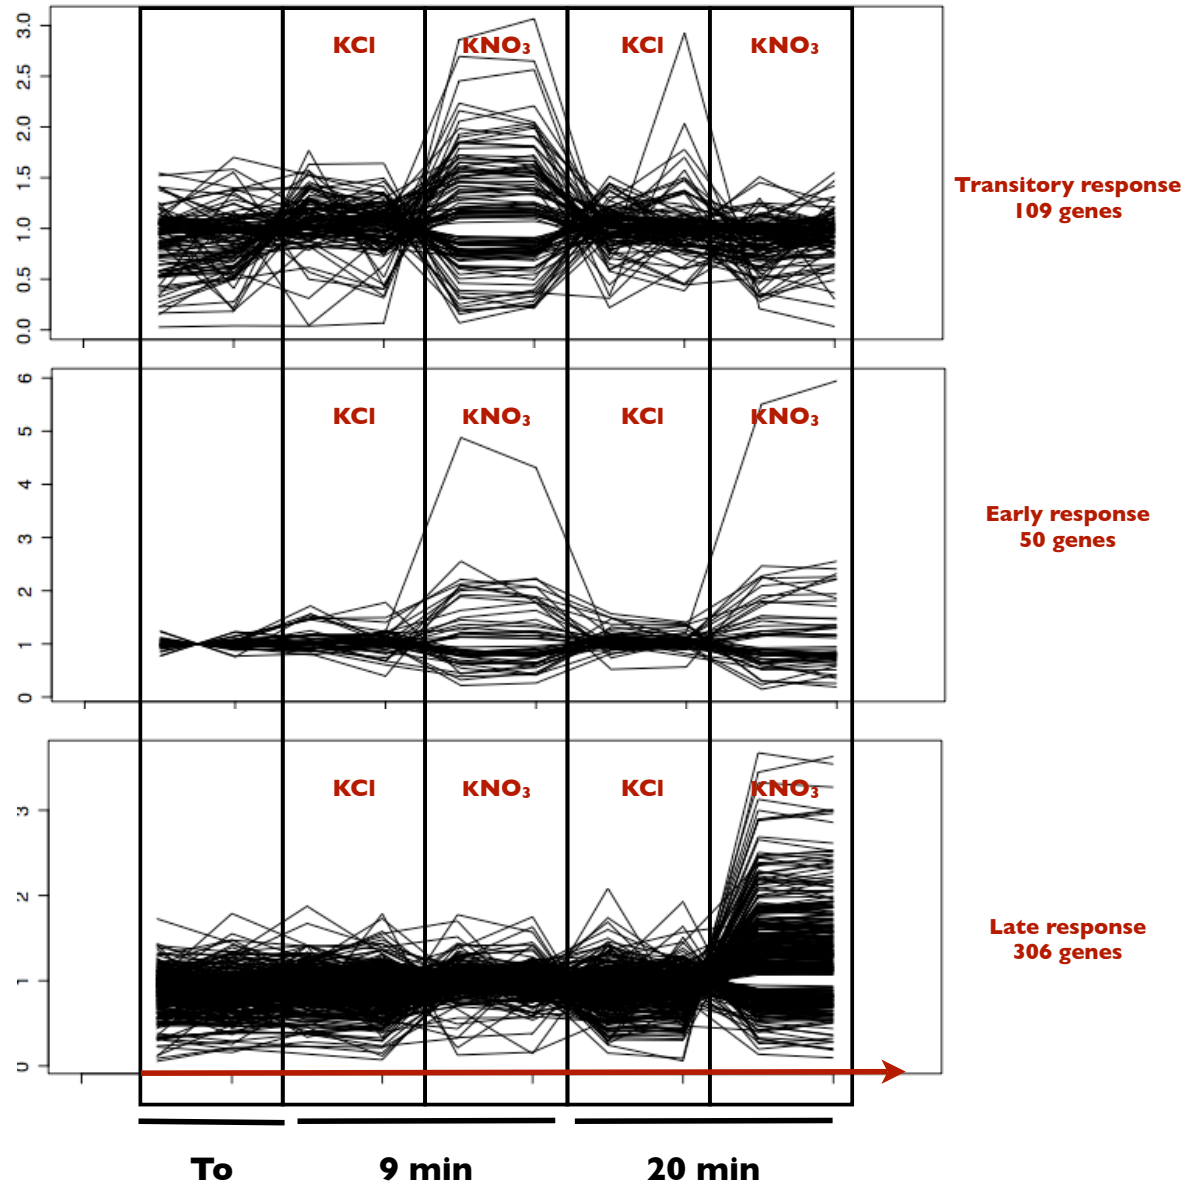 3.0
2.5
2.0
1.5
1.0
0.5
0.0
KCl
KNO₃
KCl
KNO₃
Transitory response
109 genes
6
5
4
3
2
1
0
KCl
KNO₃
KCl
KNO₃
Early response
50 genes
3
2
1
0
KCl
KNO₃
KCl
KNO₃
Late response
306 genes
To
9 min
20 min